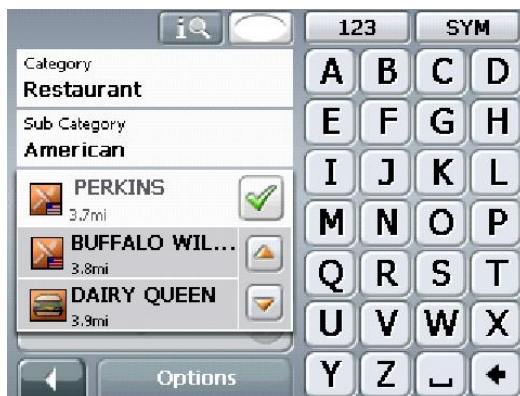 123 SYM
Category
Restaurant
Sub Category
American
PERKINS
3.7mi
BUFFALO WIL...
3.8mi
DAIRY QUEEN
3.9mi
Options
A B C D
E F G H
I J K L
M N O P
Q R S T
U V W X
Y Z